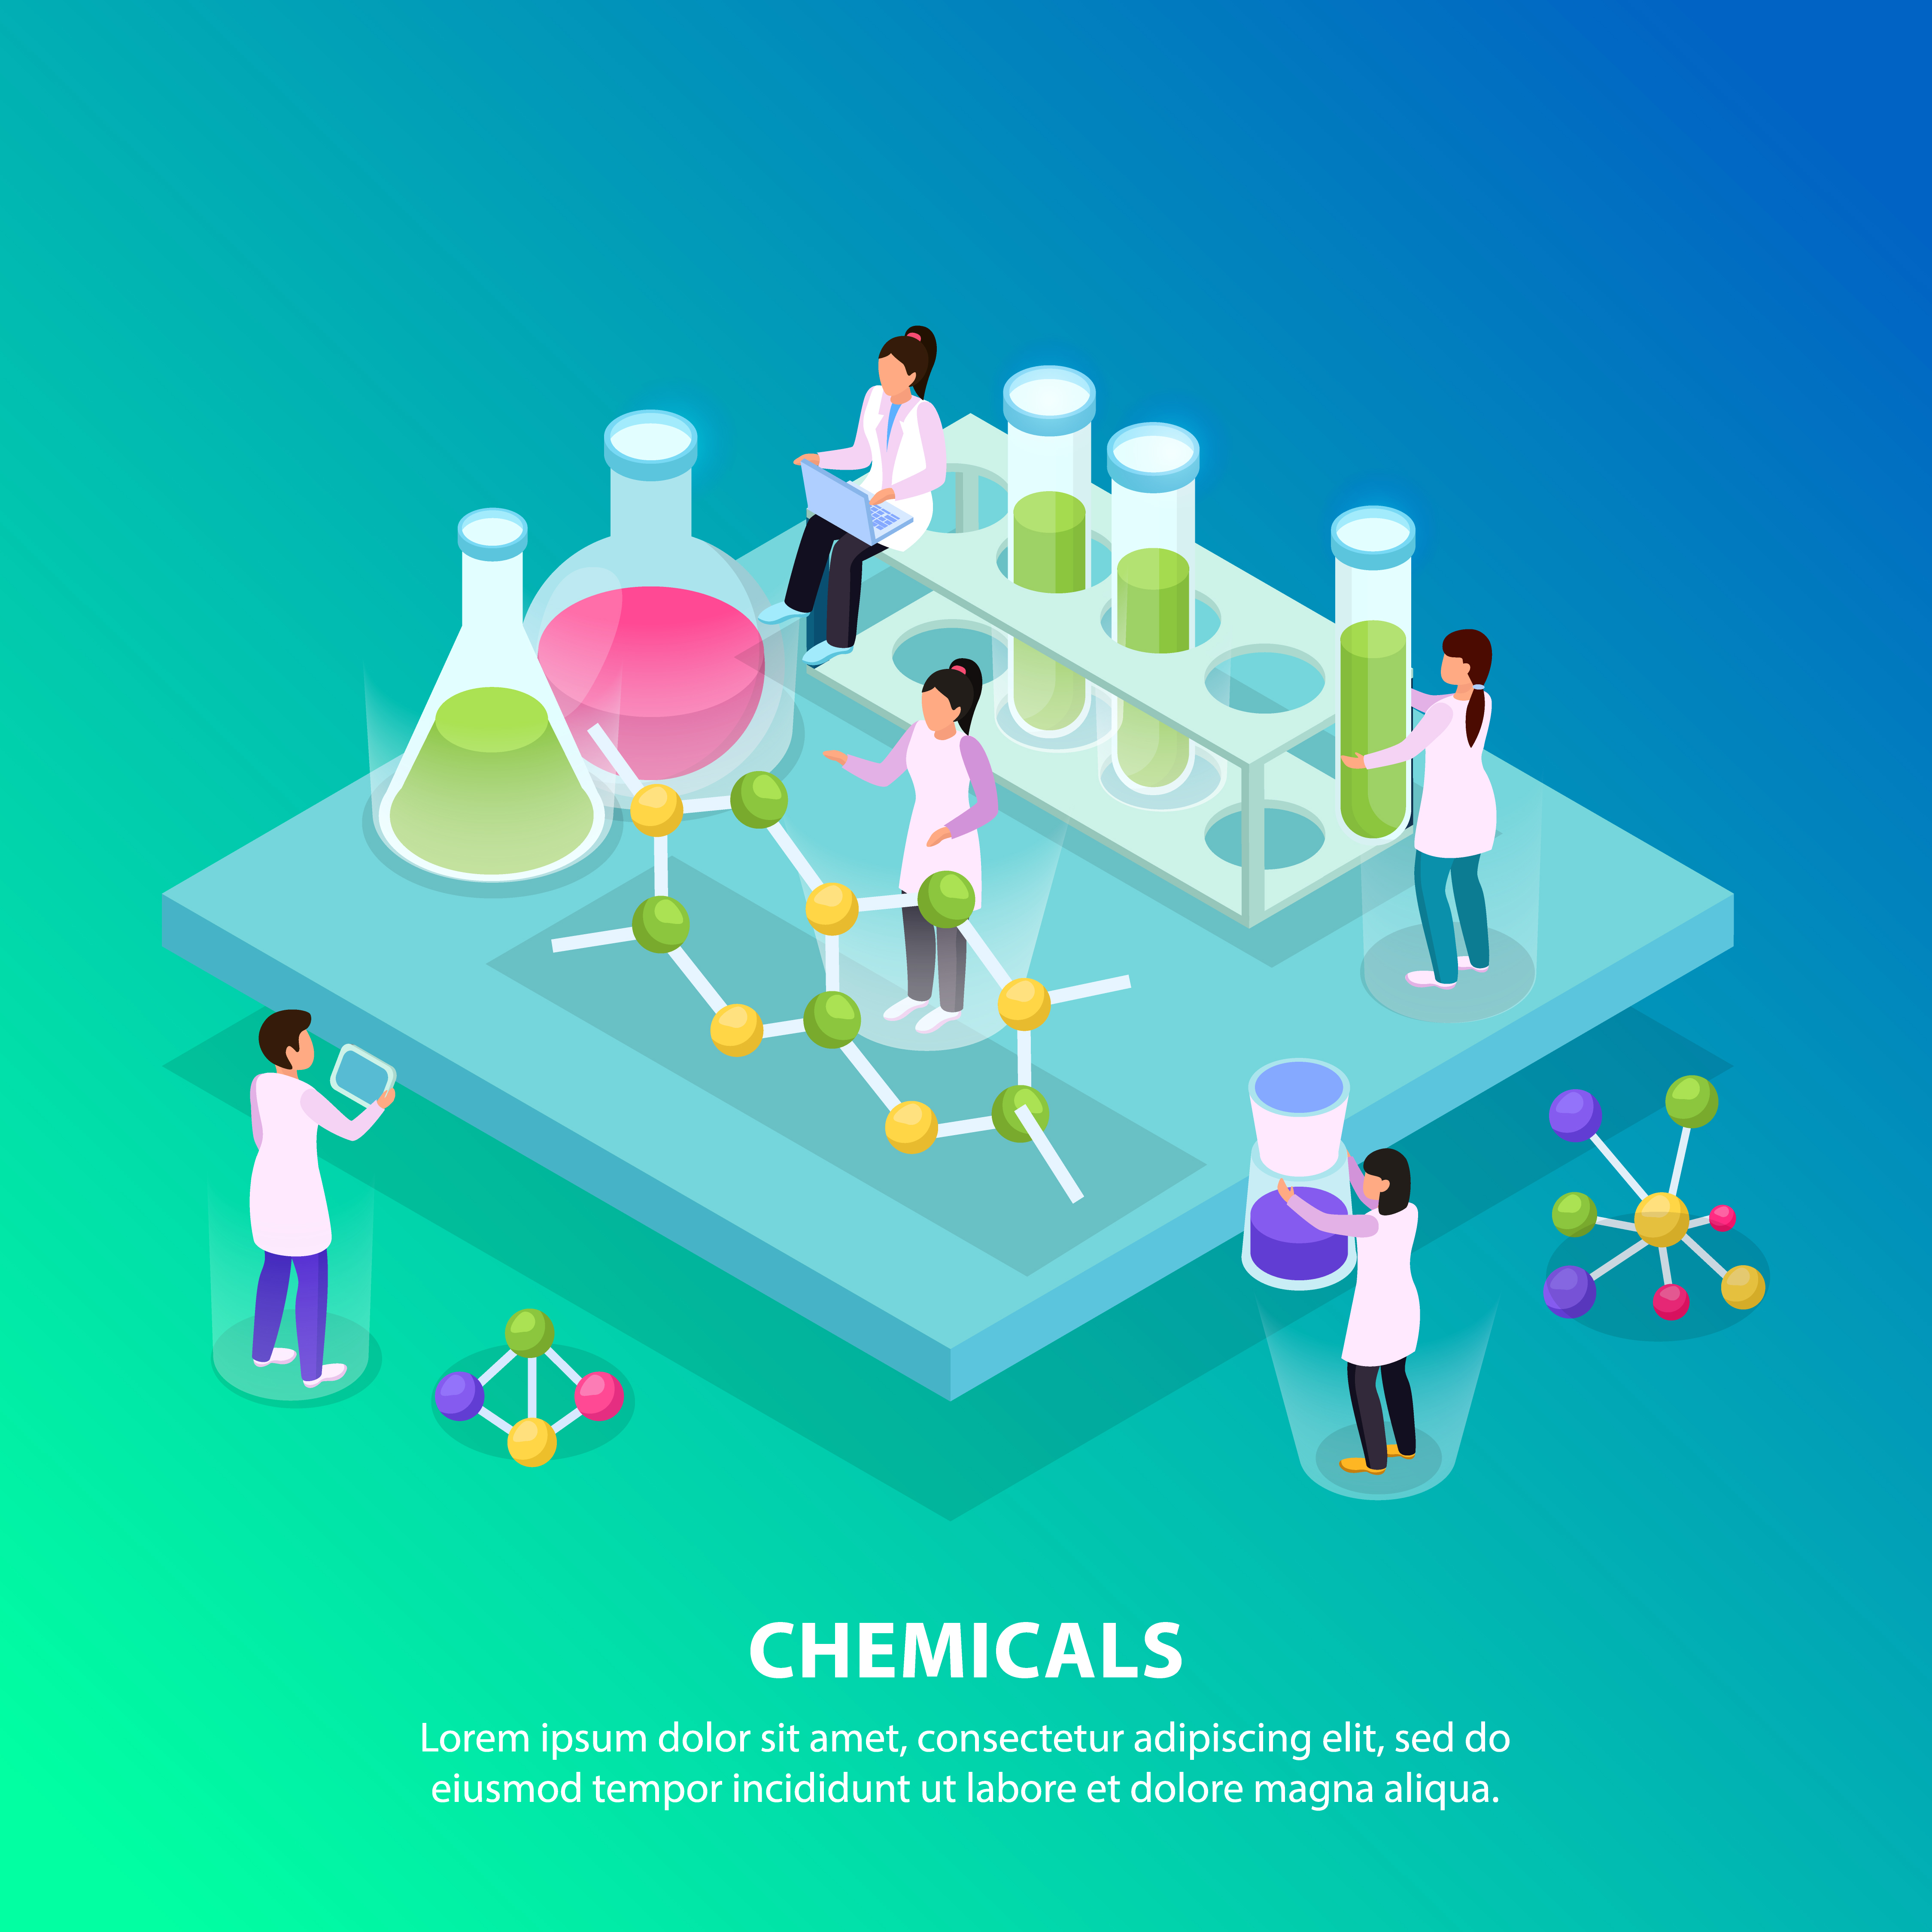 CHEMICALS
Lorem ipsum dolor sit amet, consectetur adipiscing elit, sed do
eiusmod tempor incididunt ut labore et dolore magna aliqua.